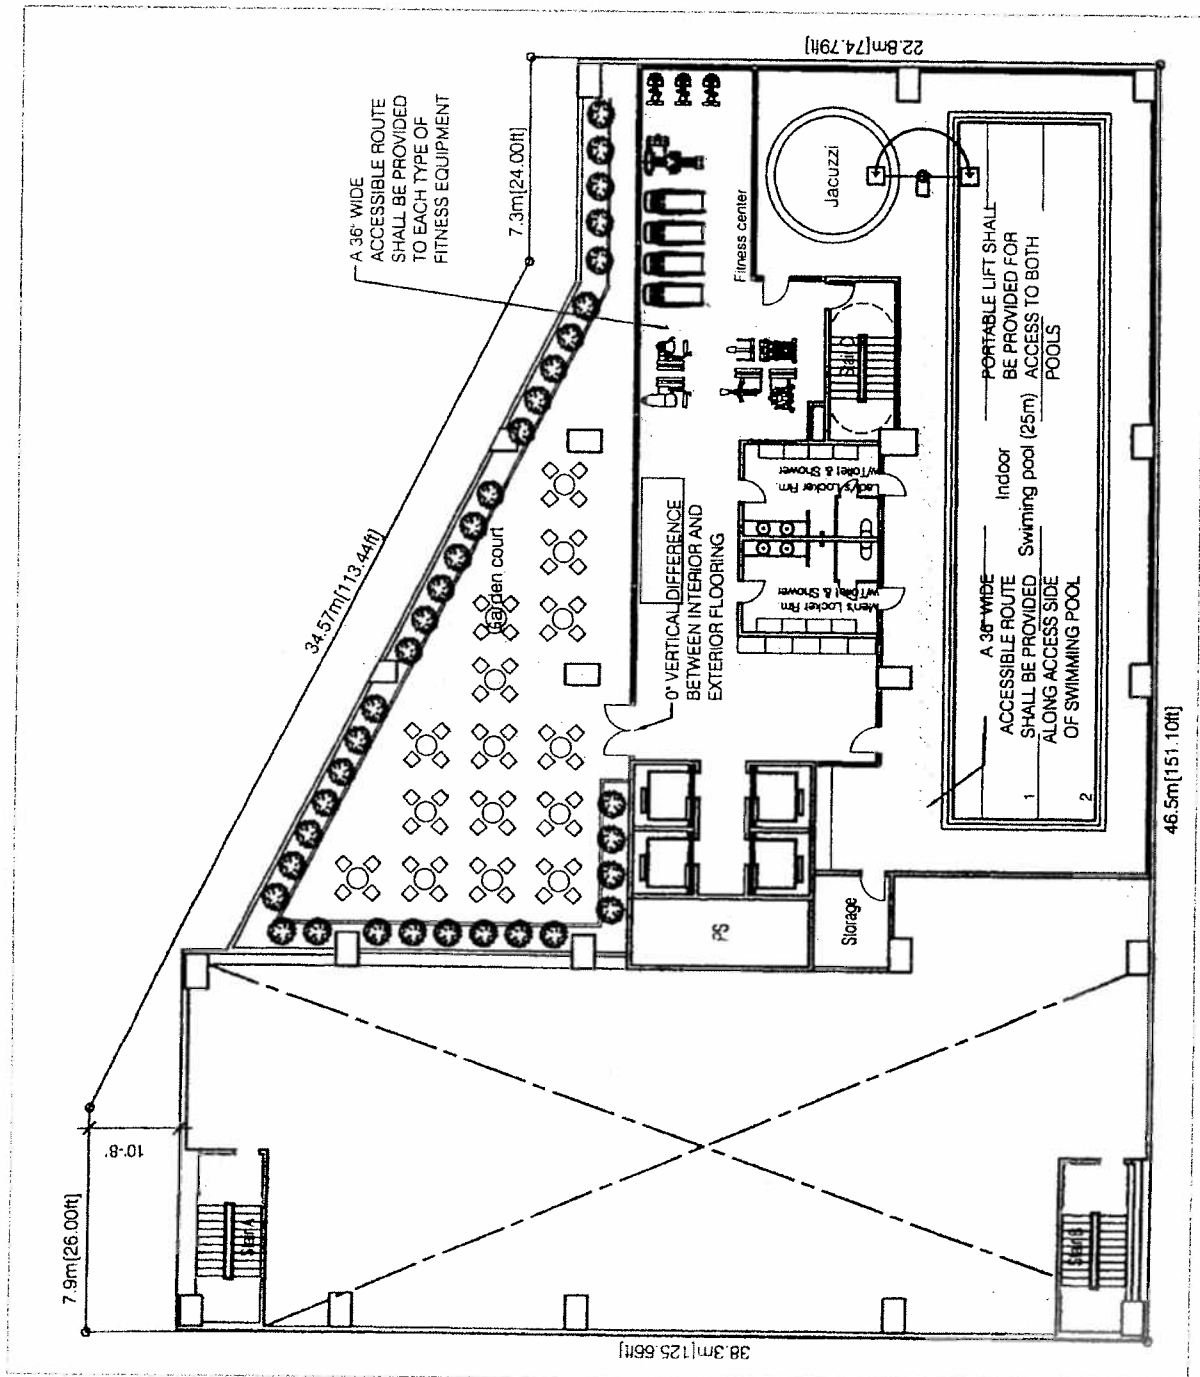 22.8m[74.79ft]
A 36" WIDE
ACCESSIBLE ROUTE
SHALL BE PROVIDED
TO EACH TYPE OF
FITNESS EQUIPMENT
7.3m[24.00ft]
34.57m[113.44ft]
Jacuzzi
Fitness center
Stair D
Garden court
Lady's Locker Rm.
w/Toilet & Shower
Men's Locker Rm.
w/Toilet & Shower
0" VERTICAL DIFFERENCE
BETWEEN INTERIOR AND
EXTERIOR FLOORING
PORTABLE LIFT SHALL
BE PROVIDED FOR
ACCESS TO BOTH
POOLS
Indoor
Swiming pool (25m)
A 36" WIDE
ACCESSIBLE ROUTE
SHALL BE PROVIDED
ALONG ACCESS SIDE
OF SWIMMING POOL
1
2
46.5m[151.10ft]
Storage
10'-8"
7.9m[26.00ft]
Stair A
Stair B
38.3m[125.66ft]